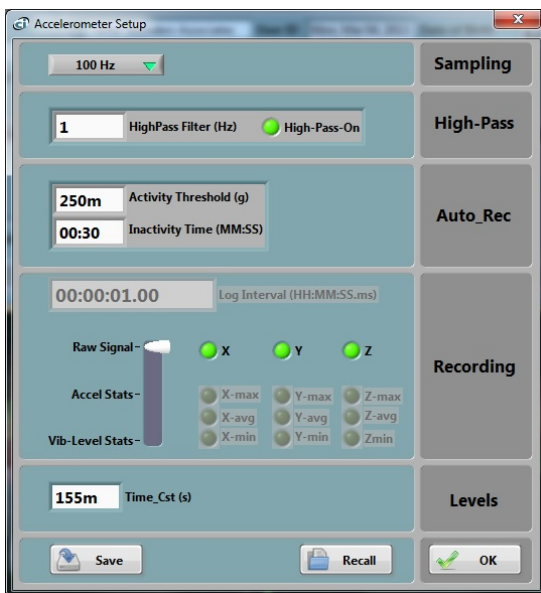 Accelerometer Setup
100 Hz
Sampling
1 HighPass Filter (Hz) High-Pass-On
High-Pass
250m Activity Threshold (g)
00:30 Inactivity Time (MM:SS)
Auto_Rec
00:00:01.00 Log Interval (HH:MM:SS.ms)
Raw Signal X Y Z
Accel Stats X-max Y-max Z-max
X-avg Y-avg Z-avg
Vib-Level Stats X-min Y-min Zmin
Recording
155m Time_Cst (s)
Levels
Save Recall OK